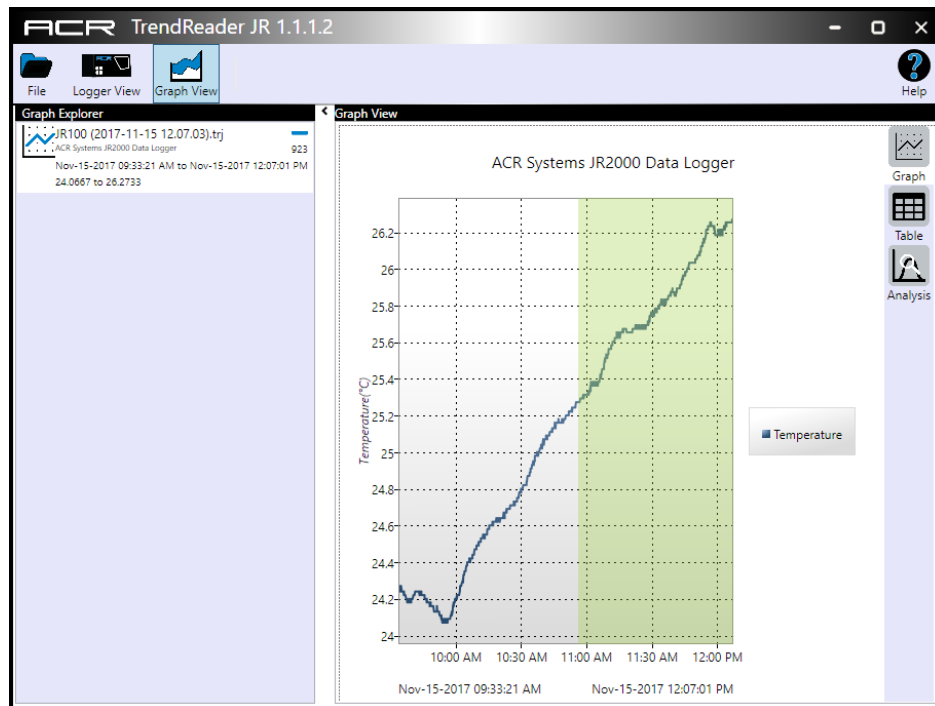 ACR TrendReader JR 1.1.1.2
File
Logger View
Graph View
Help
Graph Explorer
Graph View
JR100 (2017-11-15 12.07.03).trj
ACR Systems JR2000 Data Logger
923
Nov-15-2017 09:33:21 AM to Nov-15-2017 12:07:01 PM
24.0667 to 26.2733
ACR Systems JR2000 Data Logger
Graph
Table
Analysis
Temperature(°C)
26.2
26
25.8
25.6
25.4
25.2
25
24.8
24.6
24.4
24.2
24
Temperature
10:00 AM 10:30 AM 11:00 AM 11:30 AM 12:00 PM
Nov-15-2017 09:33:21 AM Nov-15-2017 12:07:01 PM